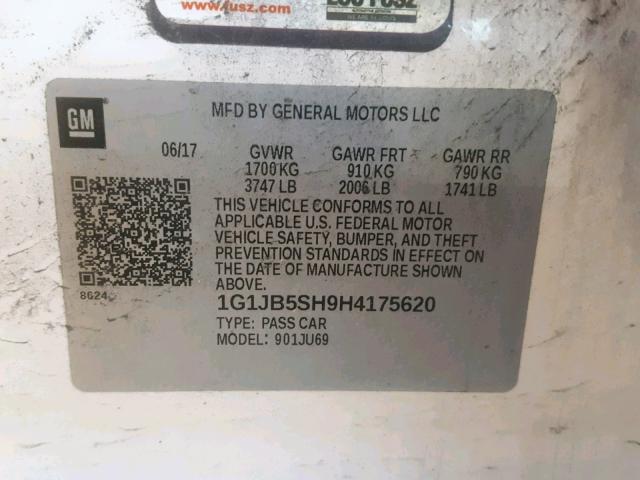 www.fusz.com
LOU FUSZ
GM
MFD BY GENERAL MOTORS LLC
06/17 GVWR GAWR FRT GAWR RR
1700 KG 910 KG 790 KG
3747 LB 2006 LB 1741 LB
THIS VEHICLE CONFORMS TO ALL
APPLICABLE U.S. FEDERAL MOTOR
VEHICLE SAFETY, BUMPER, AND THEFT
PREVENTION STANDARDS IN EFFECT ON
THE DATE OF MANUFACTURE SHOWN
ABOVE.
8624
1G1JB5SH9H4175620
TYPE: PASS CAR
MODEL: 901JU69